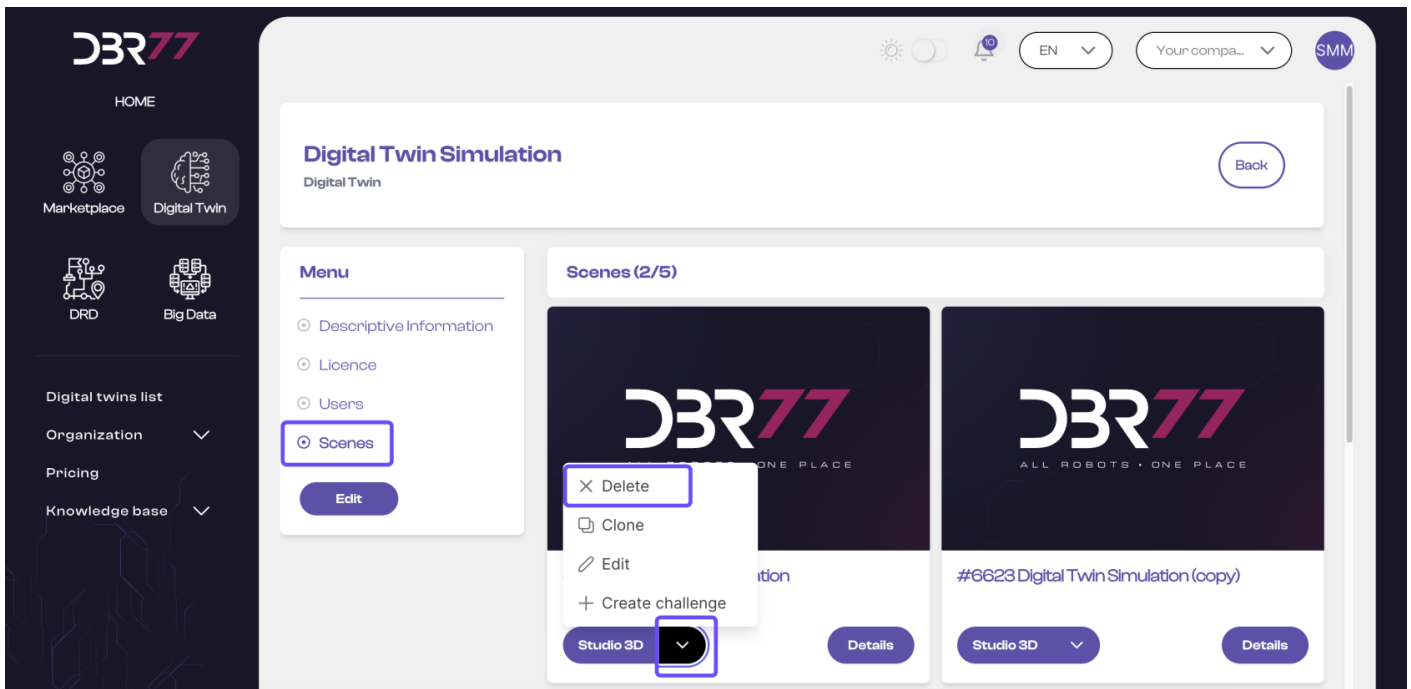 DBR77
HOME
Marketplace
Digital Twin
DRD
Big Data
Digital twins list
Organization
Pricing
Knowledge base
10
EN
Your compa...
SMM
Digital Twin Simulation
Digital Twin
Back
Menu
Descriptive Information
Licence
Users
Scenes
Edit
Scenes (2/5)
DBR77
ONE PLACE
Delete
Clone
Edit
Create challenge
Studio 3D
Details
DBR77
ALL ROBOTS • ONE PLACE
#6623 Digital Twin Simulation (copy)
Studio 3D
Details